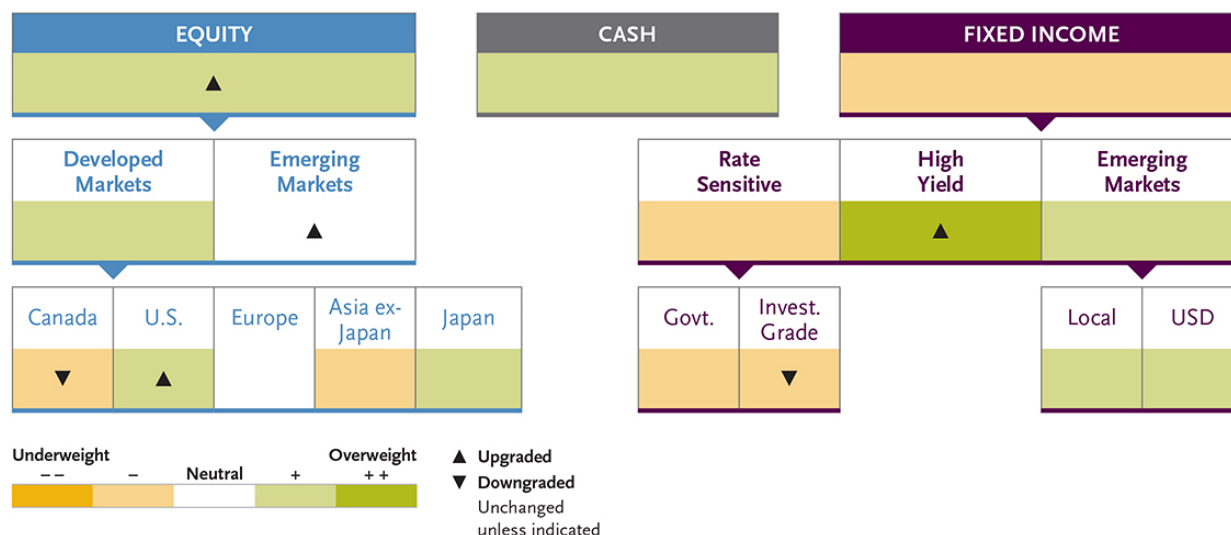 EQUITY
CASH
FIXED INCOME
▲
Developed
Markets
Emerging
Markets
▲
Rate
Sensitive
High
Yield
▲
Emerging
Markets
Canada
▼
U.S.
▲
Europe
Asia ex-
Japan
Japan
Govt.
Invest.
Grade
▼
Local
USD
Underweight
Overweight
– –
–
Neutral
+
+ +
▲ Upgraded
▼ Downgraded
Unchanged
unless indicated